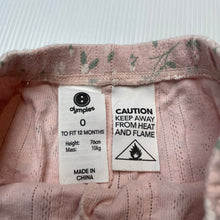 dymples
0
TO FIT 12 MONTHS
Height: 76cm
Mass: 10kg
MADE IN
CHINA
CAUTION
KEEP AWAY
FROM HEAT
AND FLAME